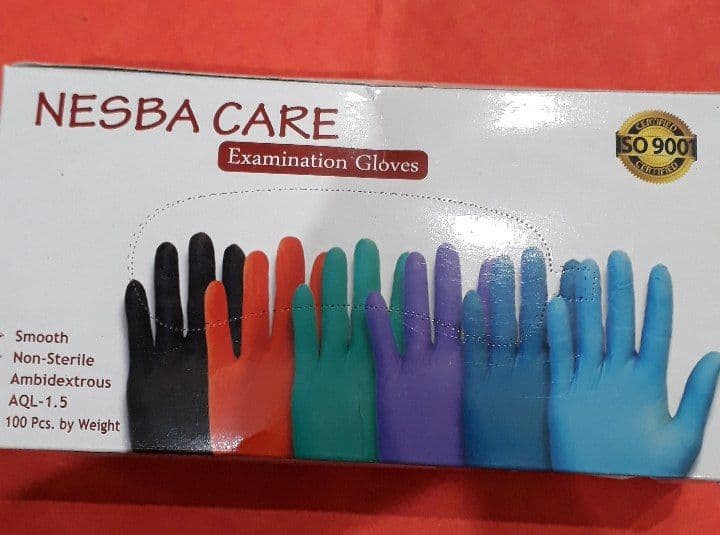 NESBA CARE
Examination Gloves
CERTIFIED
ISO 9001
CERTIFIED
Smooth
Non-Sterile
Ambidextrous
AQL-1.5
100 Pcs. by Weight